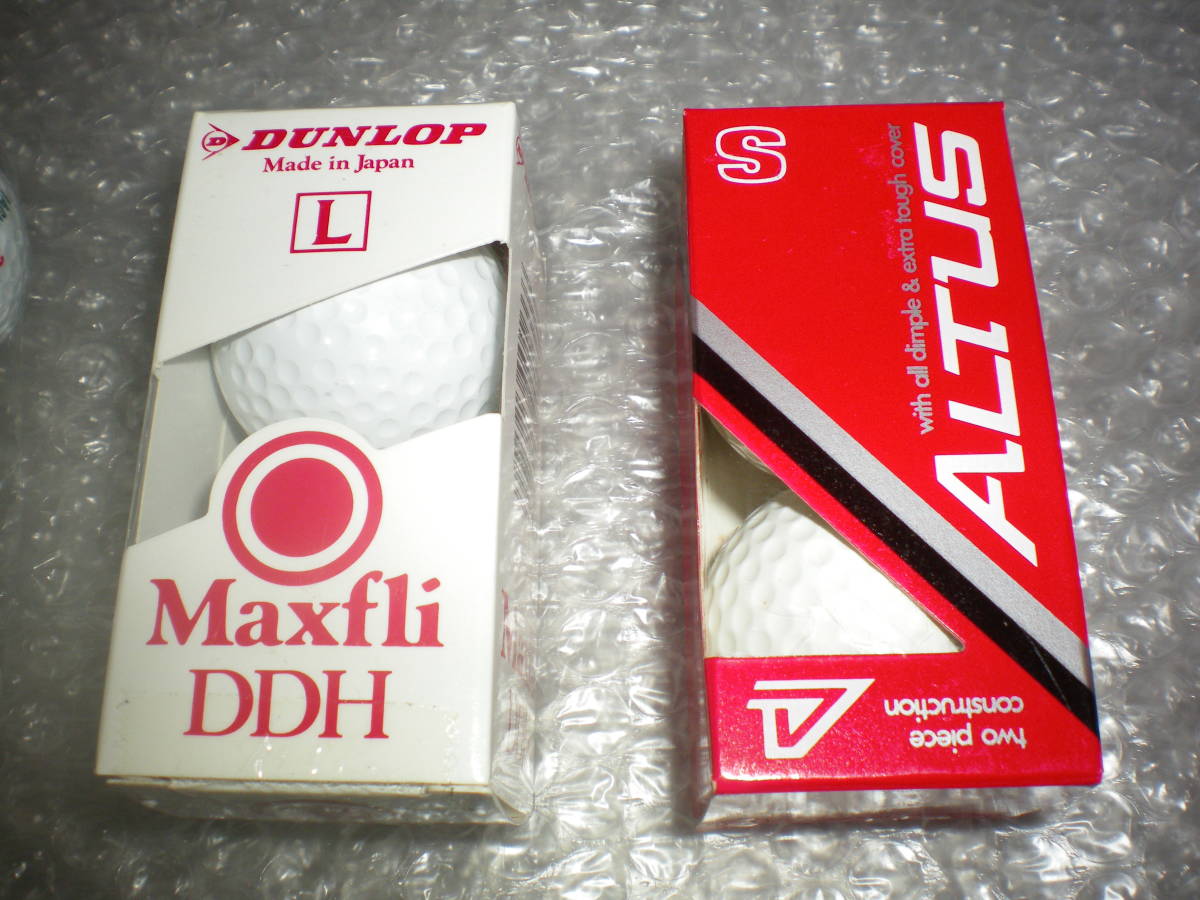 D DUNLOP
Made in Japan
L
Maxfli
DDH
S
ALTUS
with all dimple & extra tough cover
two piece
construction